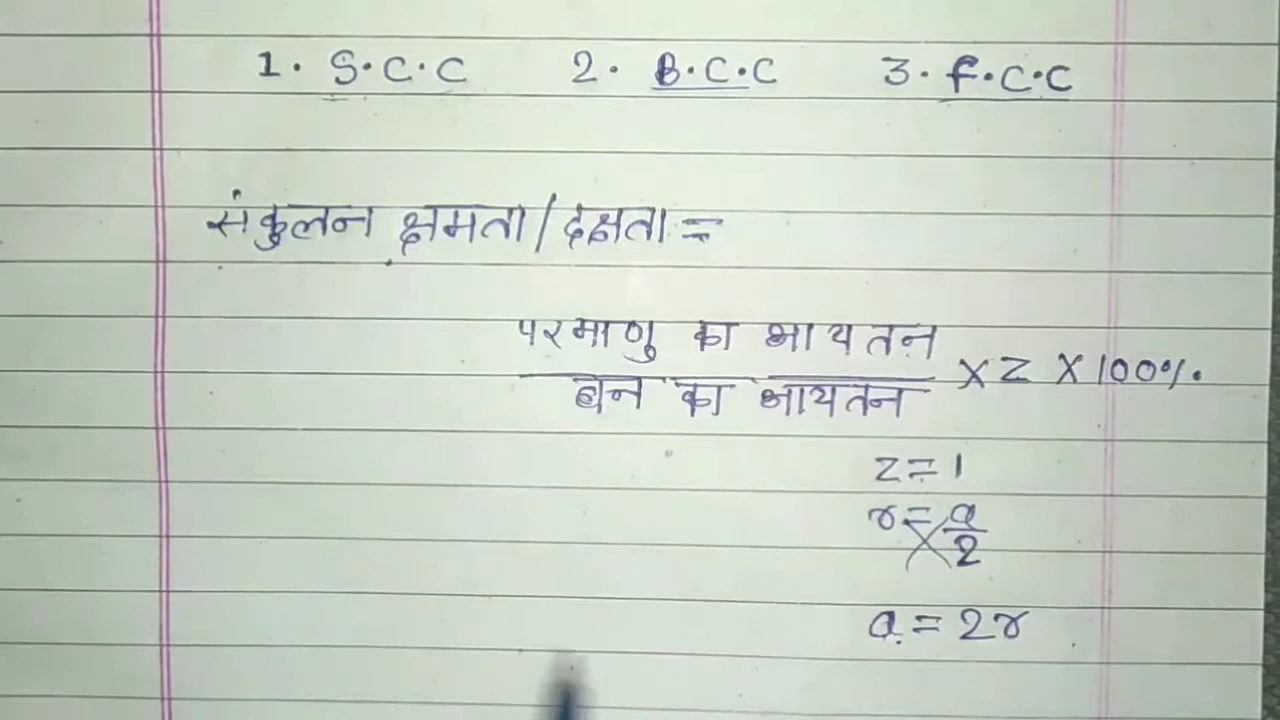 1. S.C.C 2. B.C.C 3. F.C.C
संकुलन क्षमता/दक्षता =
परमाणु का आयतन
घन का आयतन × Z × 100%.
Z = 1
r = a/2
a = 2r